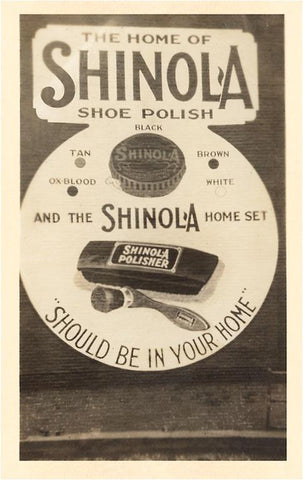 THE HOME OF
SHINOLA
SHOE POLISH
BLACK
SHINOLA
TAN
BROWN
OX-BLOOD
WHITE
AND THE SHINOLA HOME SET
SHINOLA
POLISHER
"SHOULD BE IN YOUR HOME"